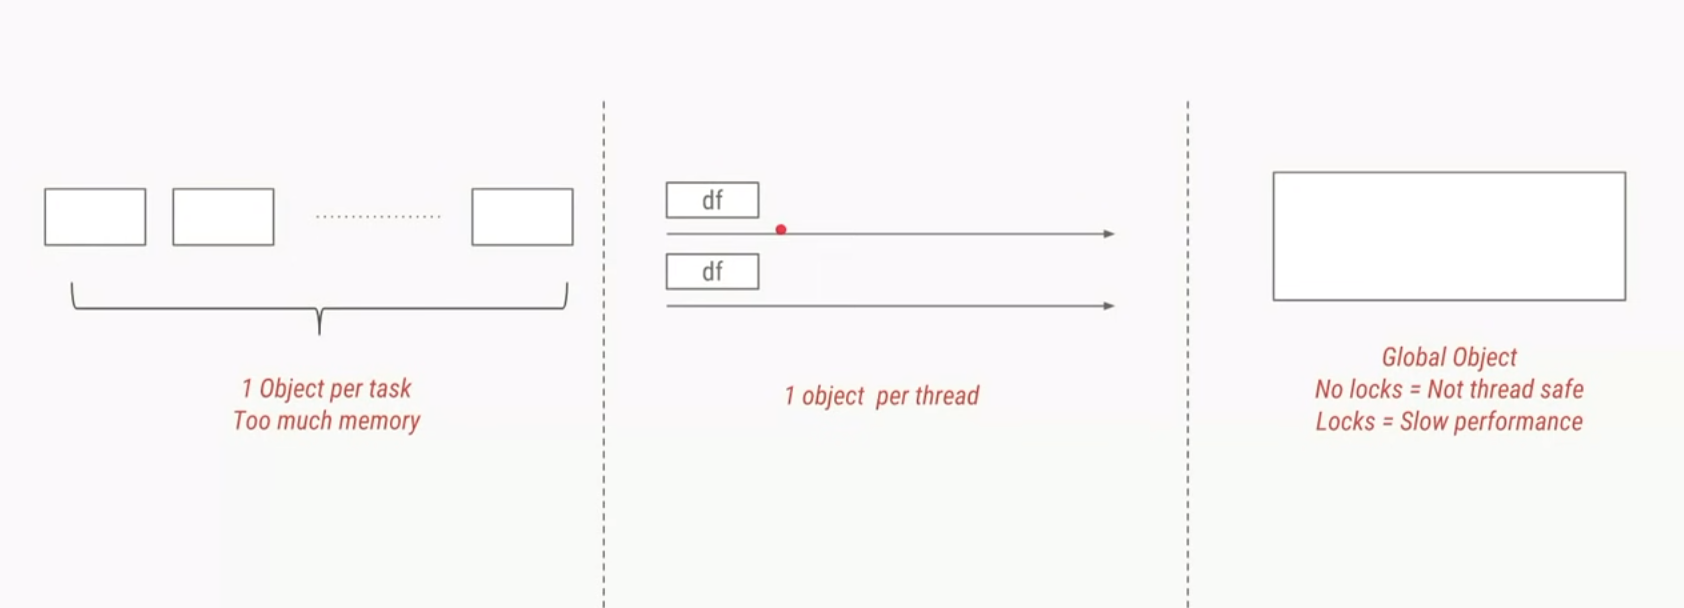 1 Object per task
Too much memory
df
df
1 object per thread
Global Object
No locks = Not thread safe
Locks = Slow performance